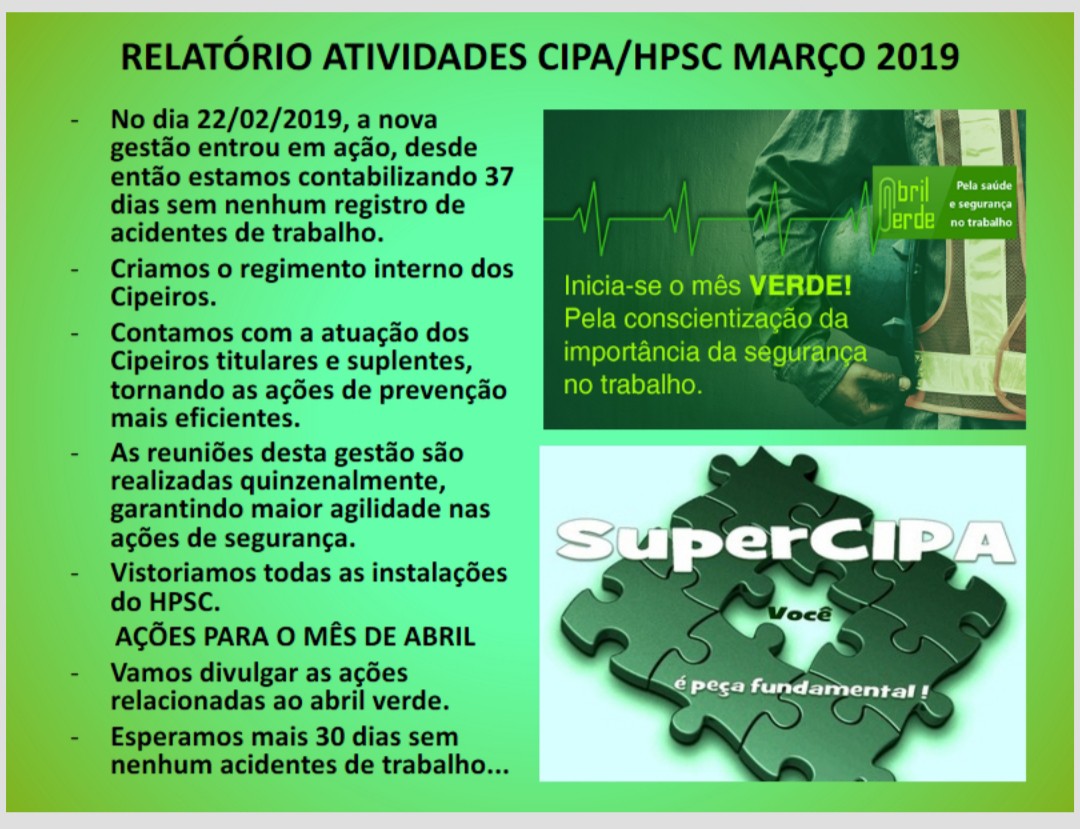 RELATÓRIO ATIVIDADES CIPA/HPSC MARÇO 2019
- No dia 22/02/2019, a nova
gestão entrou em ação, desde
então estamos contabilizando 37
dias sem nenhum registro de
acidentes de trabalho.
- Criamos o regimento interno dos
Cipeiros.
- Contamos com a atuação dos
Cipeiros titulares e suplentes,
tornando as ações de prevenção
mais eficientes.
- As reuniões desta gestão são
realizadas quinzenalmente,
garantindo maior agilidade nas
ações de segurança.
- Vistoriamos todas as instalações
do HPSC.
AÇÕES PARA O MÊS DE ABRIL
- Vamos divulgar as ações
relacionadas ao abril verde.
- Esperamos mais 30 dias sem
nenhum acidentes de trabalho...
Abril
Verde
Pela saúde
e segurança
no trabalho
Inicia-se o mês VERDE!
Pela conscientização da
importância da segurança
no trabalho.
SuperCIPA
Você
é peça fundamental !